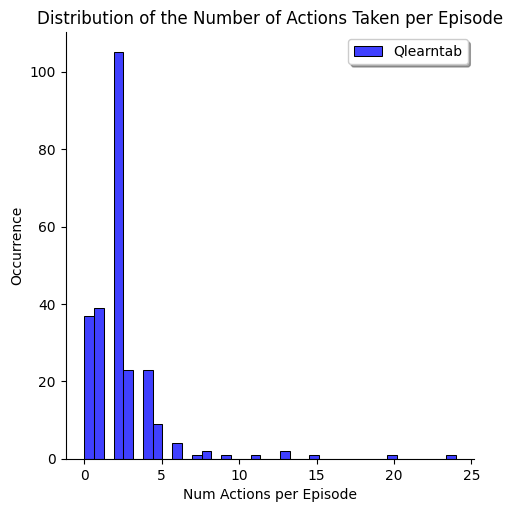 Distribution of the Number of Actions Taken per Episode
Qlearntab
100
80
60
40
20
0
Occurrence
0 5 10 15 20 25
Num Actions per Episode